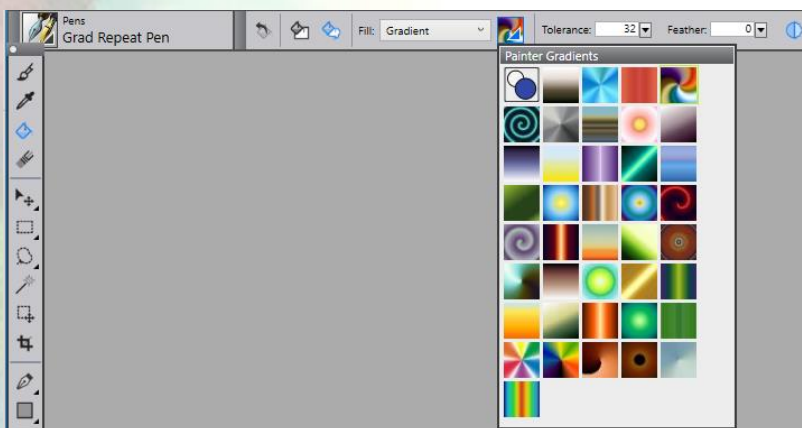 Pens
Grad Repeat Pen
Fill: Gradient
Tolerance: 32
Feather: 0
Painter Gradients